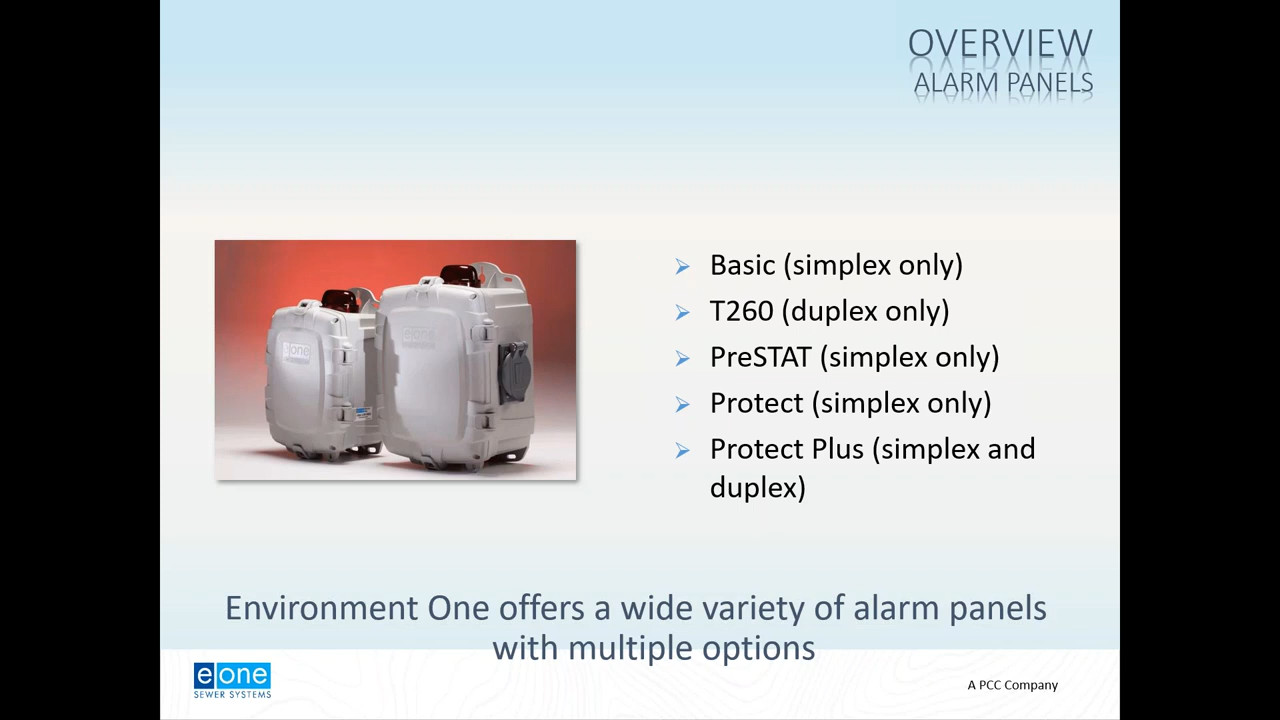 OVERVIEW
ALARM PANELS
Basic (simplex only)
T260 (duplex only)
PreSTAT (simplex only)
Protect (simplex only)
Protect Plus (simplex and
duplex)
Environment One offers a wide variety of alarm panels
with multiple options
eone
SEWER SYSTEMS
A PCC Company